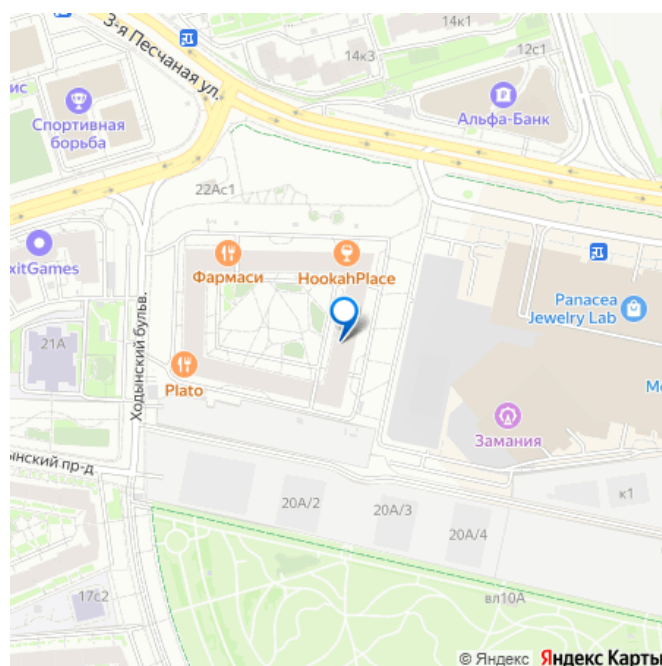 14к1
3-я Песчаная ул.
14к3
12с1
Спортивная
борьба
Альфа-Банк
22Ас1
xitGames
Фармаси
HookahPlace
Panacea
Jewelry Lab
21А
Ходынский бульв.
Plato
Замания
нский пр-д
20А/2
20А/3
20А/4
к1
17с2
вл10А
© Яндекс Яндекс Карты